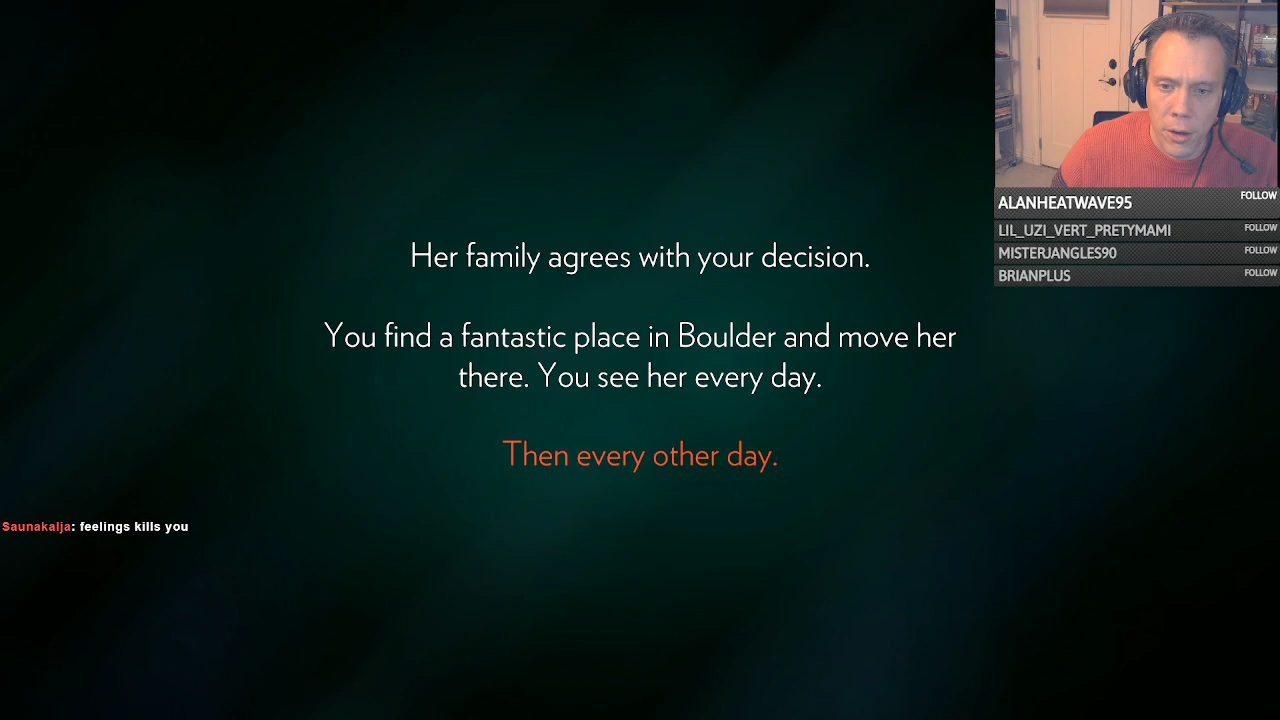 Her family agrees with your decision.
You find a fantastic place in Boulder and move her
there. You see her every day.
Then every other day.
Saunakalja: feelings kills you
ALANHEATWAVE95 FOLLOW
LIL_UZI_VERT_PRETYMAMI FOLLOW
MISTERJANGLES90 FOLLOW
BRIANPLUS FOLLOW